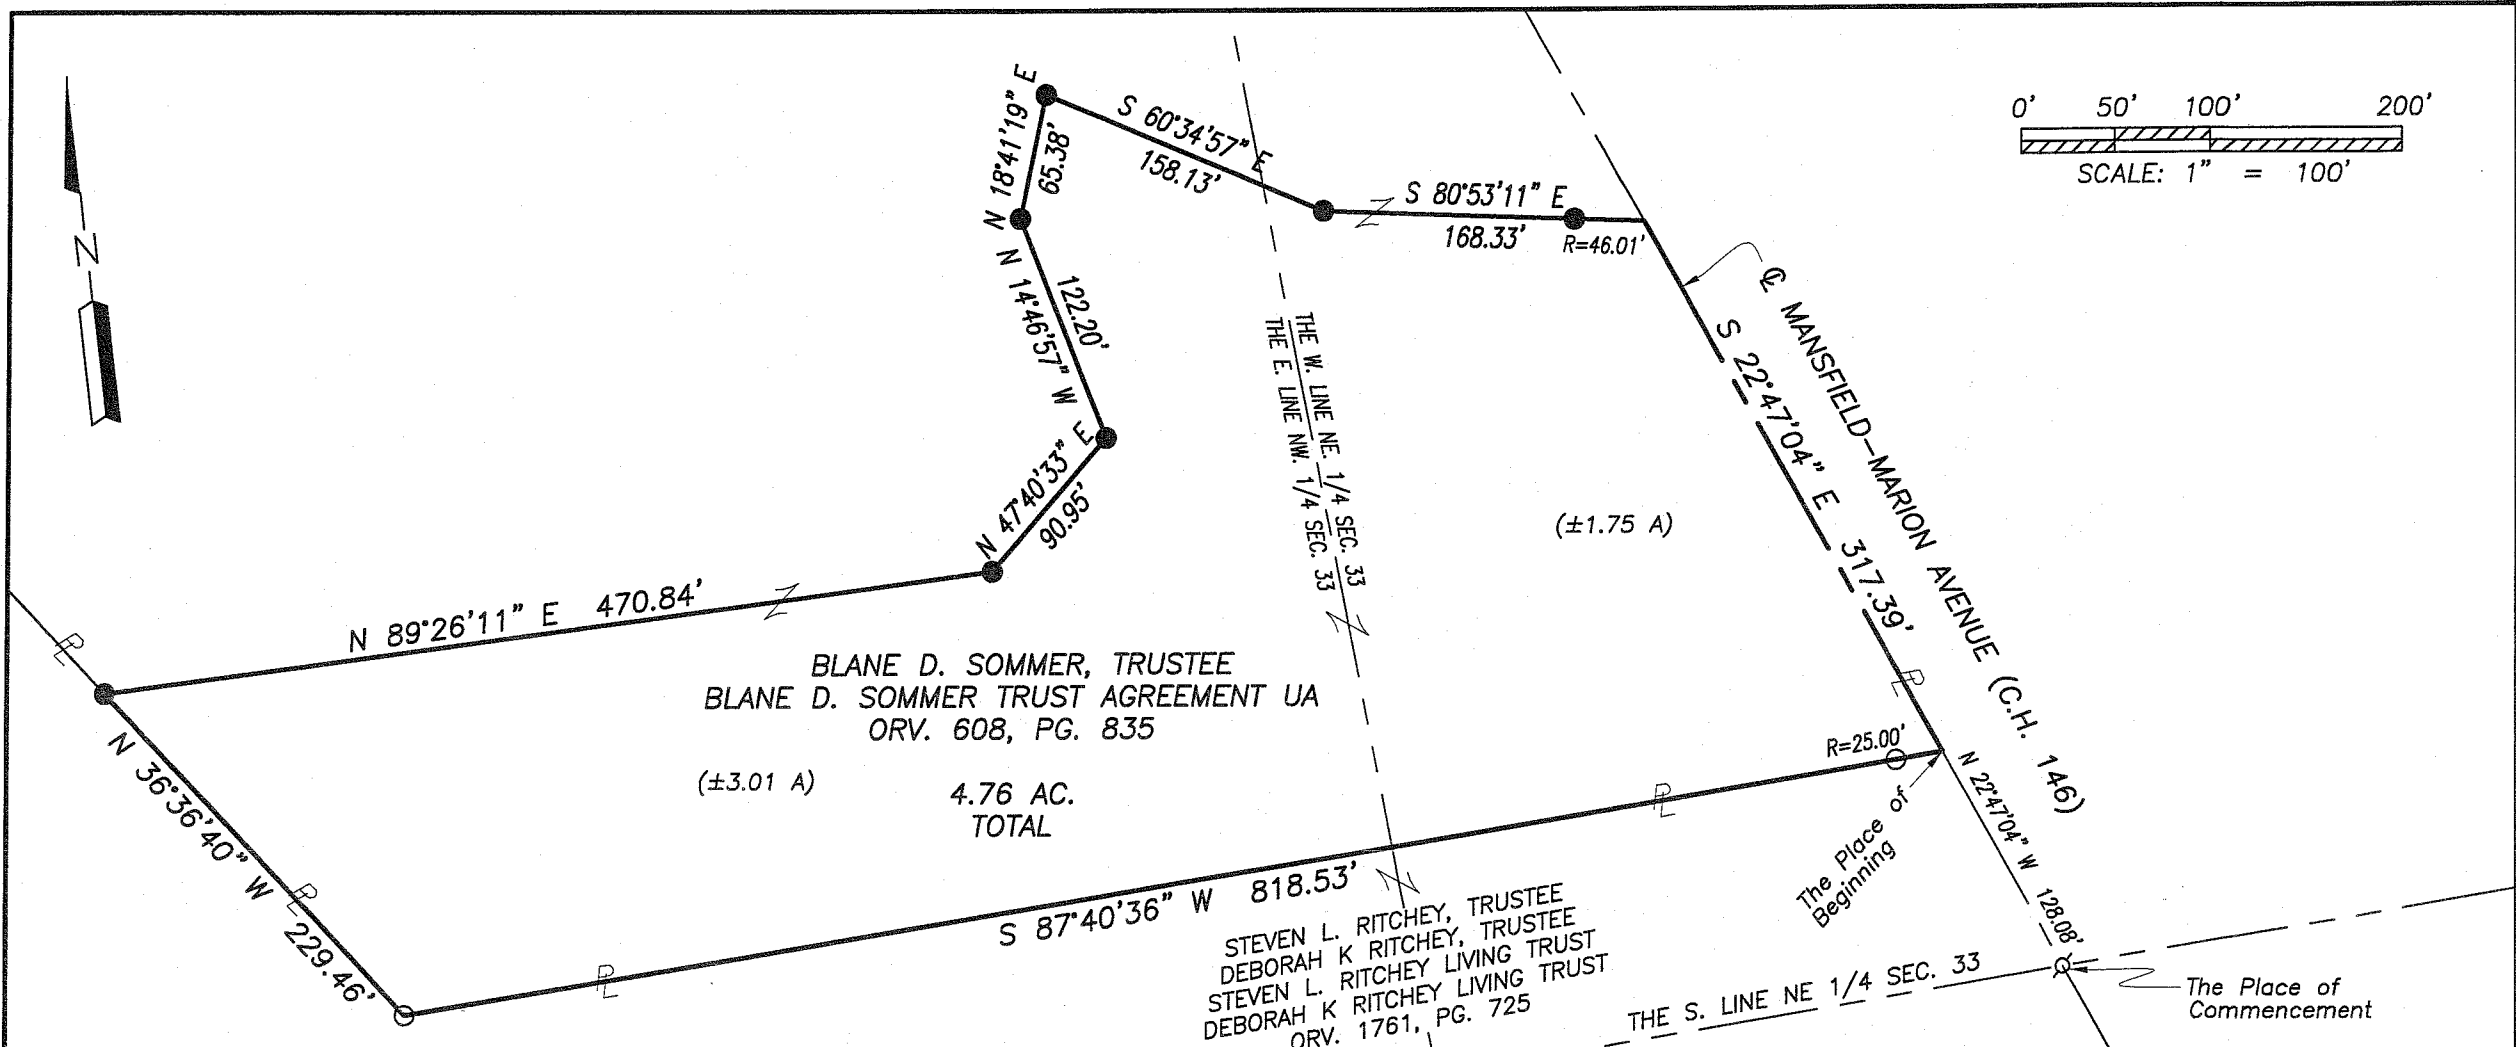 0' 50' 100' 200'
SCALE: 1" = 100'
N
N 18°41'19" E
65.38'
S 60°34'57" E
158.13'
S 80°53'11" E
168.33'
R=46.01'
N 14°46'57" W
122.20'
N 47°40'33" E
90.95'
THE W. LINE NE. 1/4 SEC. 33
THE E. LINE NW. 1/4 SEC. 33
℄ MANSFIELD-MARION AVENUE (C.H. 146)
S 22°47'04" E 317.39'
(±1.75 A)
N 89°26'11" E 470.84'
BLANE D. SOMMER, TRUSTEE
BLANE D. SOMMER TRUST AGREEMENT UA
ORV. 608, PG. 835
(±3.01 A)
4.76 AC.
TOTAL
PL
PL
PL
PL
PL
N 36°36'40" W 229.46'
S 87°40'36" W 818.53'
R=25.00'
The Place of
Beginning
N 22°47'04" W 128.08'
STEVEN L. RITCHEY, TRUSTEE
DEBORAH K RITCHEY, TRUSTEE
STEVEN L. RITCHEY LIVING TRUST
DEBORAH K RITCHEY LIVING TRUST
ORV. 1761, PG. 725
THE S. LINE NE 1/4 SEC. 33
The Place of
Commencement